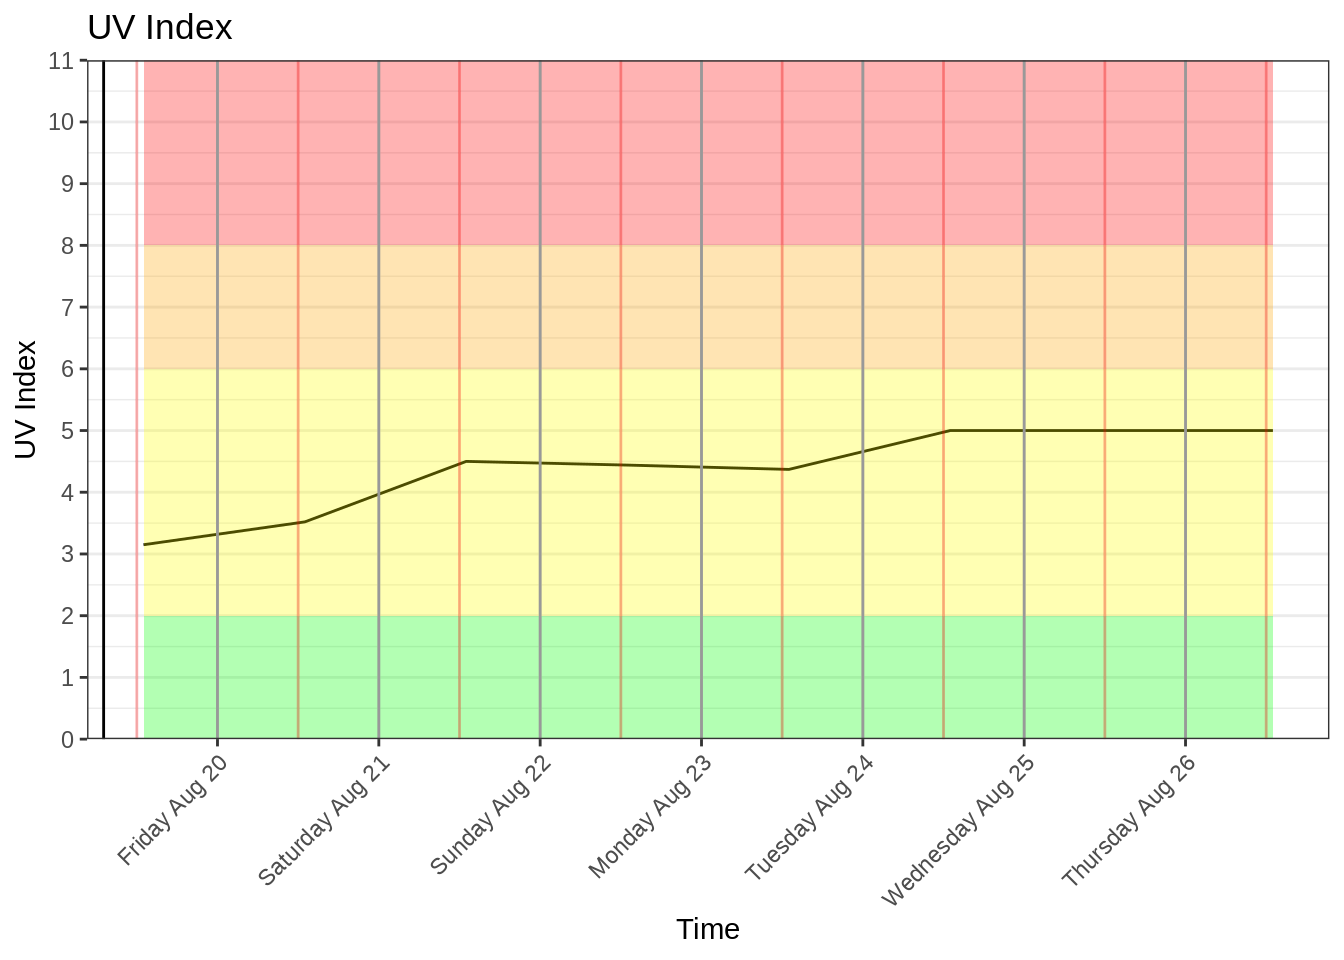 UV Index
11
10
9
8
7
6
5
4
3
2
1
0
UV Index
Friday Aug 20
Saturday Aug 21
Sunday Aug 22
Monday Aug 23
Tuesday Aug 24
Wednesday Aug 25
Thursday Aug 26
Time